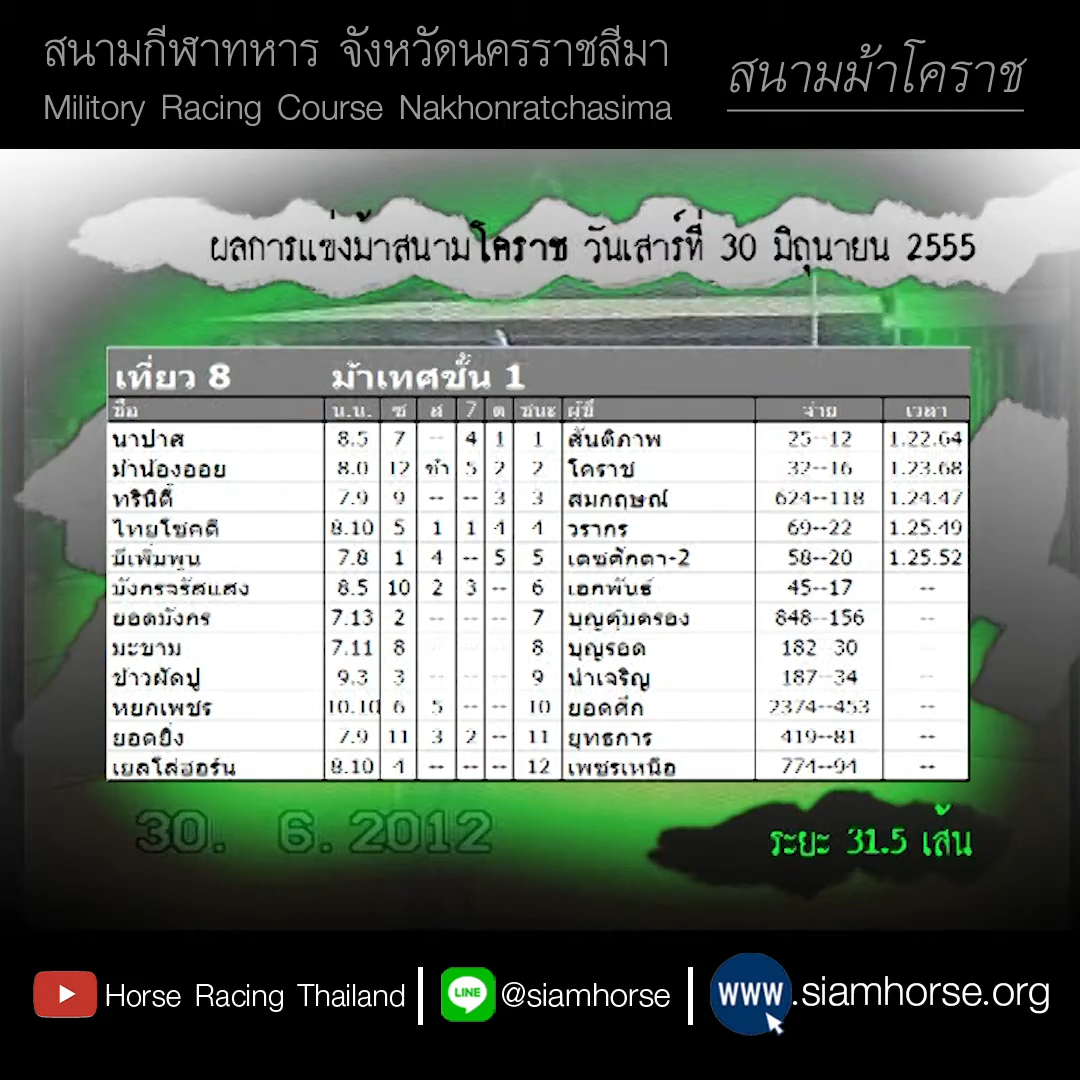 สนามกีฬาทหาร จังหวัดนครราชสีมา
Militory Racing Course Nakhonratchasima
สนามม้าโคราช
ผลการแข่งม้าสนามโคราช วันเสาร์ที่ 30 มิถุนายน 2555
เที่ยว 8 ม้าเทศชั้น 1
ชื่อ น.น. ซ ส 7 ต ชนะ ผู้ขี่ จ่าย เวลา
นาปาส 8.5 7 -- 4 1 1 สันติภาพ 25--12 1.22.64
ม้าน้องออย 8.0 12 ขำ 5 2 2 โคราช 32--16 1.23.68
ทรินิตี้ 7.9 9 -- -- 3 3 สมกฤษณ์ 624--118 1.24.47
ไทยโชคดี 8.10 5 1 1 4 4 วรากร 69--22 1.25.49
มีเพิ่มพูน 7.8 1 4 -- 5 5 เดชศักดา-2 58--20 1.25.52
มังกรจรัสแสง 8.5 10 2 3 -- 6 เอกพันธ์ 45--17 --
ยอดมังกร 7.13 2 -- -- -- 7 บุญคุ้มครอง 848--156 --
มะขาม 7.11 8 -- -- -- 8 บุญรอด 182--30 --
ข้าวผัดปู 9.3 3 -- -- -- 9 นำเจริญ 187--34 --
หยกเพชร 10.10 6 5 -- -- 10 ยอดศึก 2374--453 --
ยอดยิ่ง 7.9 11 3 2 -- 11 ยุทธการ 419--81 --
เยลโล่ฮอร์น 8.10 4 -- -- -- 12 เพชรเหนือ 774--94 --
30. 6. 2012
ระยะ 31.5 เส้น
Horse Racing Thailand | LINE @siamhorse | www.siamhorse.org